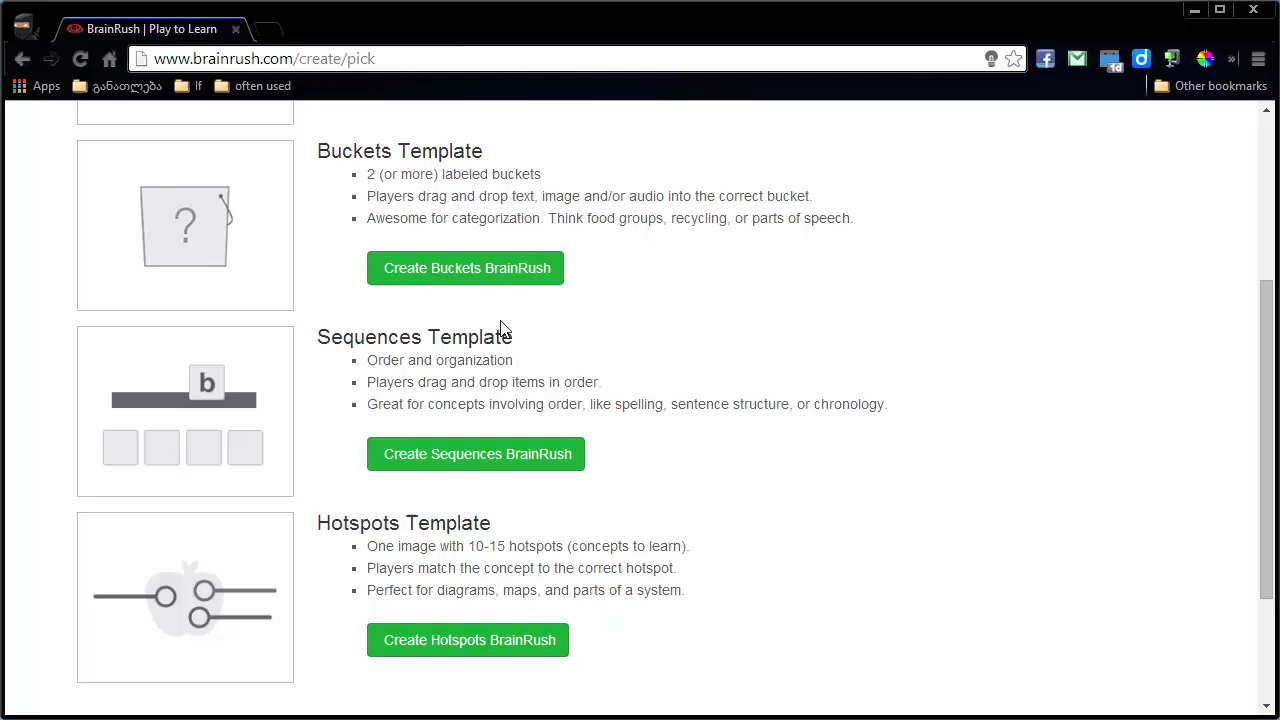 BrainRush | Play to Learn
www.brainrush.com/create/pick
1d
d
Apps
განათლება
If
often used
Other bookmarks
?
Buckets Template
2 (or more) labeled buckets
Players drag and drop text, image and/or audio into the correct bucket.
Awesome for categorization. Think food groups, recycling, or parts of speech.
Create Buckets BrainRush
b
Sequences Template
Order and organization
Players drag and drop items in order.
Great for concepts involving order, like spelling, sentence structure, or chronology.
Create Sequences BrainRush
Hotspots Template
One image with 10-15 hotspots (concepts to learn).
Players match the concept to the correct hotspot.
Perfect for diagrams, maps, and parts of a system.
Create Hotspots BrainRush